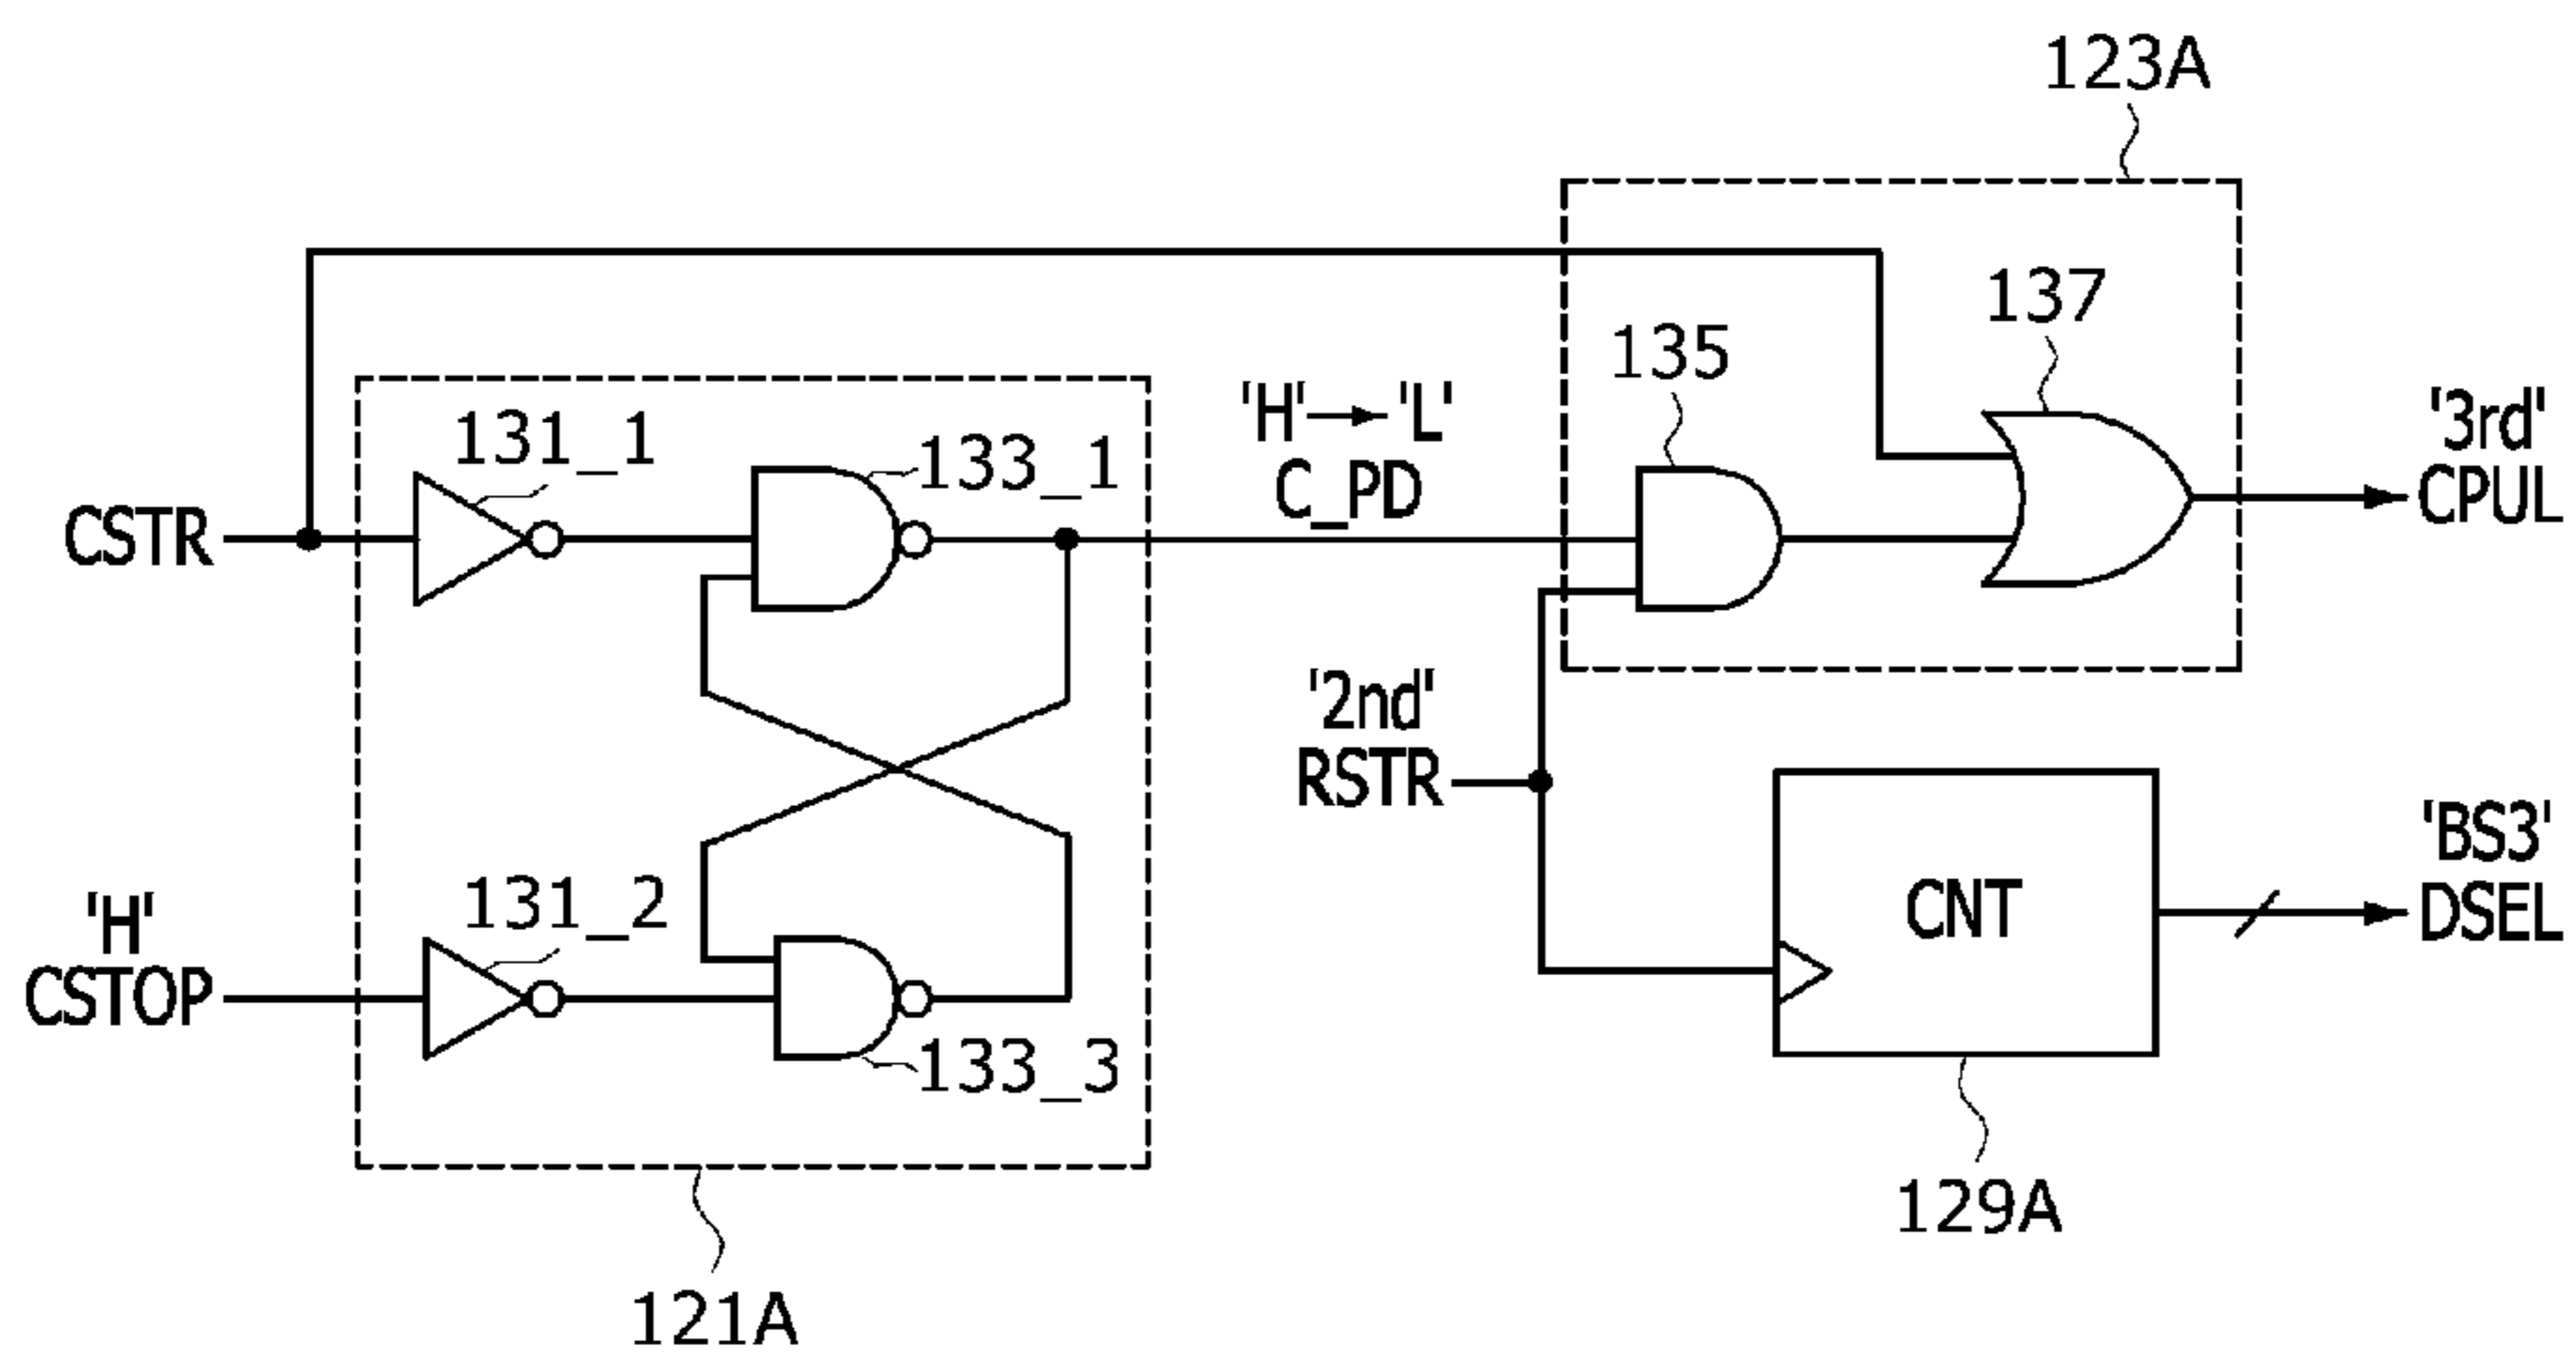 123A
137
135
'H' → 'L'
C_PD
'3rd'
CPUL
131_1
133_1
CSTR
'2nd'
RSTR
'BS3'
DSEL
CNT
131_2
'H'
CSTOP
133_3
129A
121A